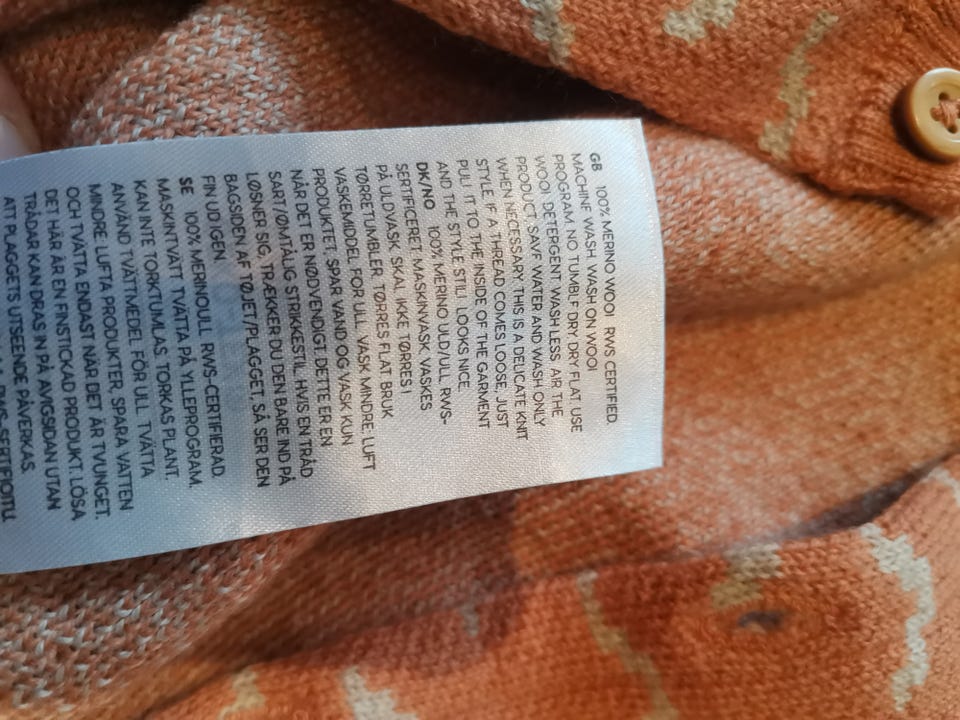 GB 100% MERINO WOOL RWS CERTIFIED.
MACHINE WASH. WASH ON WOOL
PROGRAM. NO TUMBLE DRY. DRY FLAT. USE
WOOL DETERGENT. WASH LESS, AIR THE
PRODUCT. SAVE WATER AND WASH ONLY
WHEN NECESSARY. THIS IS A DELICATE KNIT
STYLE. IF A THREAD COMES LOOSE, JUST
PULL IT TO THE INSIDE OF THE GARMENT
AND THE STYLE STILL LOOKS NICE.
DK/NO 100% MERINO ULD/ULL RWS-
SERTIFICERET. MASKINVASK. VASKES
PÅ ULDVASK. SKAL IKKE TØRRES I
TØRRETUMBLER. TØRRES FLAT. BRUK
VASKEMIDDEL FOR ULL. VASK MINDRE, LUFT
PRODUKTET. SPAR VAND OG VASK KUN
NÅR DET ER NØDVENDIGT. DETTE ER EN
SART/ØMTÅLIG STRIKKESTIL. HVIS EN TRÅD
LØSNER SIG, TRÆKKER DU DEN BARE IND PÅ
BAGSIDEN AF TØJET/PLAGGET, SÅ SER DEN
FIN UD IGEN.
SE 100% MERINOULL RWS-CERTIFIERAD.
MASKINTVÄTT. TVÄTTA PÅ YLLEPROGRAM.
KAN INTE TORKTUMLAS. TORKAS PLANT.
ANVÄND TVÄTTMEDEL FÖR ULL. TVÄTTA
MINDRE, LUFTA PRODUKTER. SPARA VATTEN
OCH TVÄTTA ENDAST NÄR DET ÄR TVUNGET.
DET HÄR ÄR EN FINSTICKAD PRODUKT. LÖSA
TRÅDAR KAN DRAS IN PÅ AVIGSIDAN UTAN
ATT PLAGGETS UTSEENDE PÅVERKAS.
RWS-SERTIFIOITU.